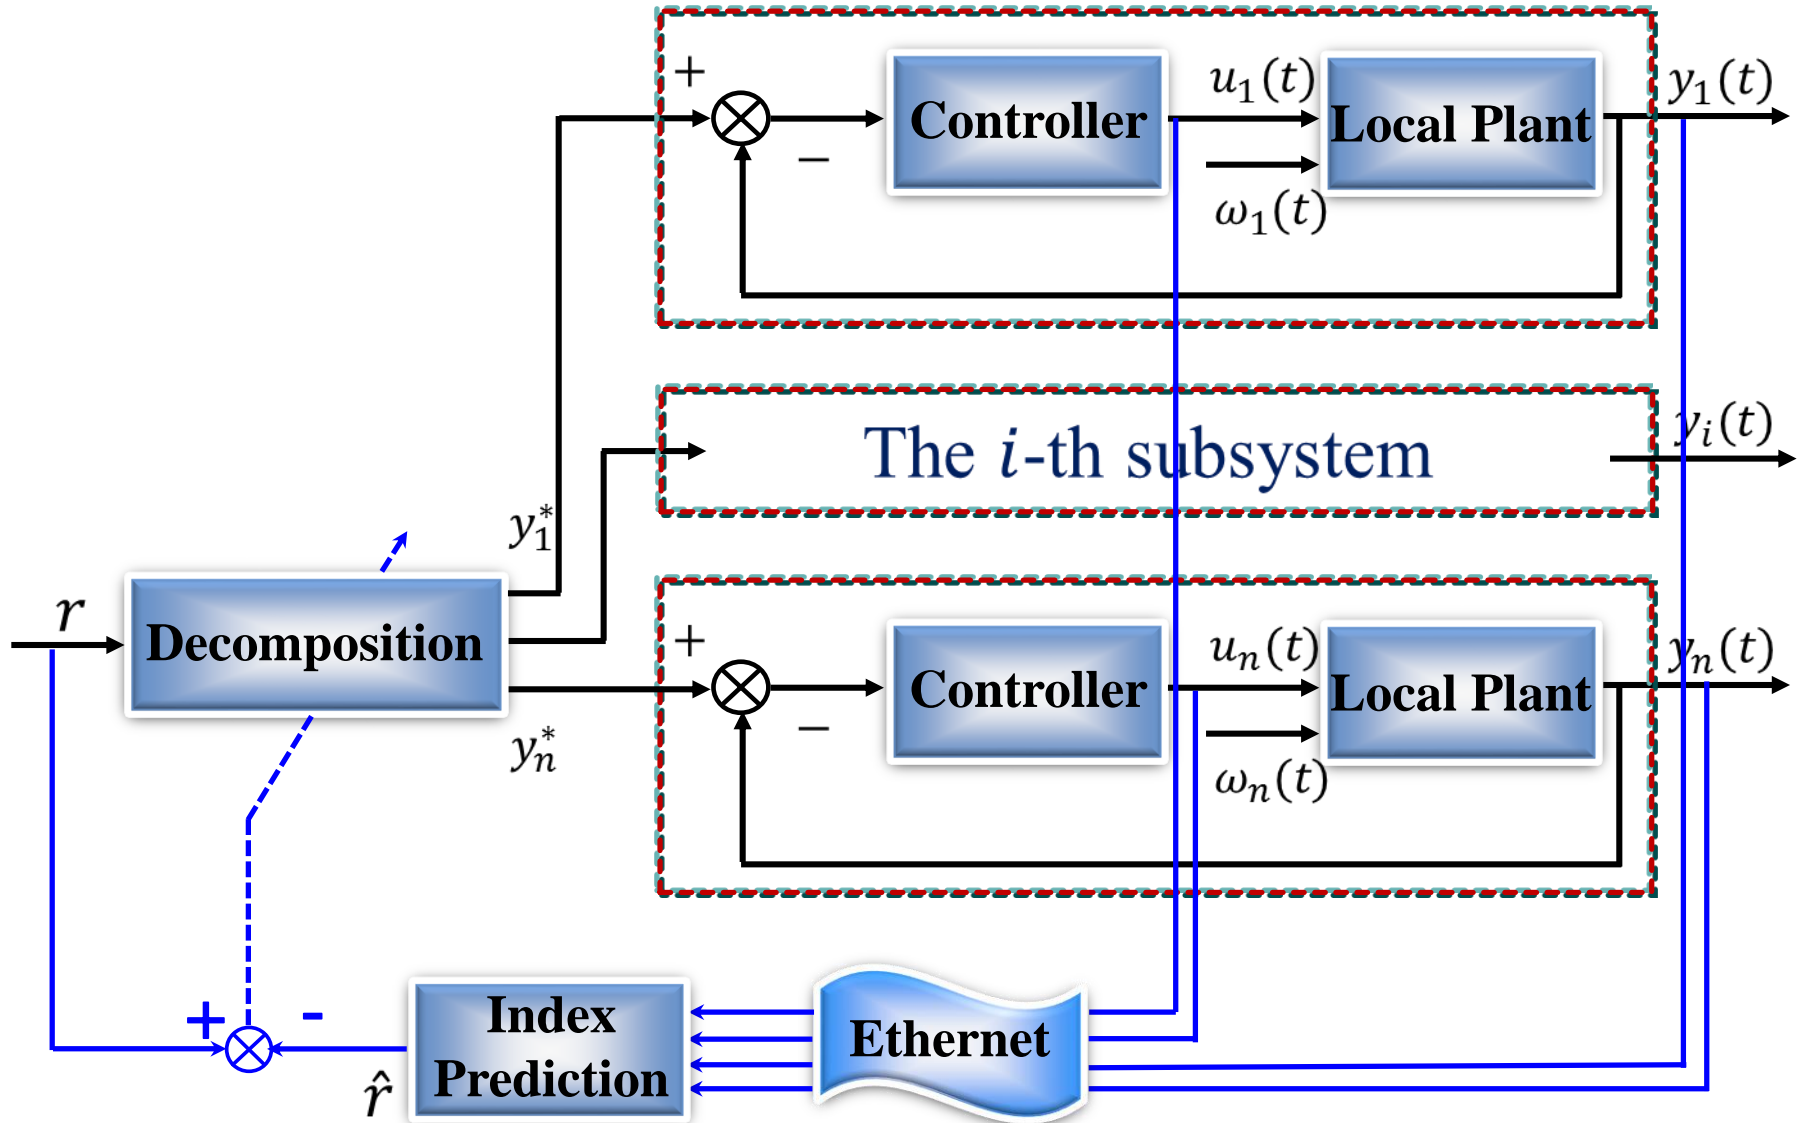 +
Controller
u₁(t)
Local Plant
y₁(t)
−
ω₁(t)
The i-th subsystem
yᵢ(t)
y₁*
r
Decomposition
+
Controller
uₙ(t)
Local Plant
yₙ(t)
−
yₙ*
ωₙ(t)
+
-
Index
Prediction
Ethernet
r̂